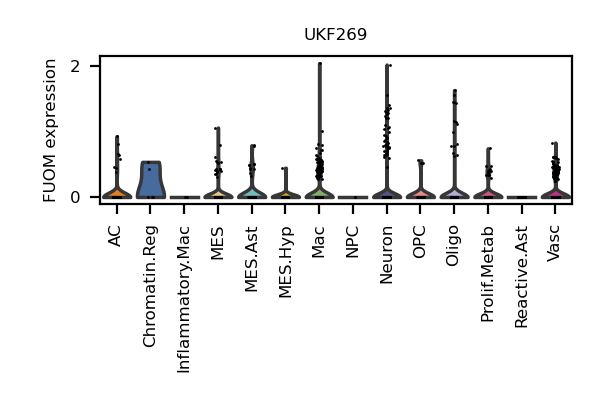 UKF269
FUOM expression
2
0
AC
Chromatin.Reg
Inflammatory.Mac
MES
MES.Ast
MES.Hyp
Mac
NPC
Neuron
OPC
Oligo
Prolif.Metab
Reactive.Ast
Vasc